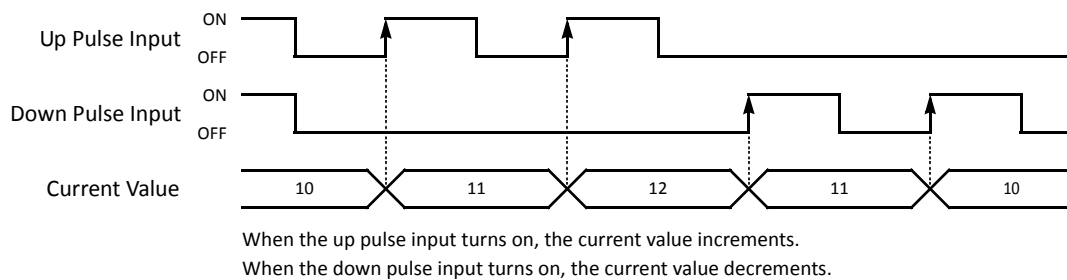 ON
Up Pulse Input
OFF
ON
Down Pulse Input
OFF
Current Value 10 11 12 11 10
When the up pulse input turns on, the current value increments.
When the down pulse input turns on, the current value decrements.